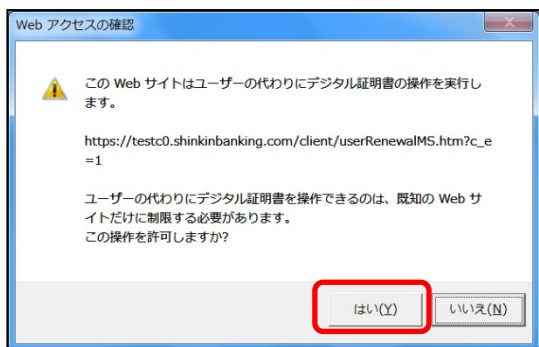 Web アクセスの確認
この Web サイトはユーザーの代わりにデジタル証明書の操作を実行し
ます。
https://testc0.shinkinbanking.com/client/userRenewalMS.htm?c_e
=1
ユーザーの代わりにデジタル証明書を操作できるのは、既知の Web サ
イトだけに制限する必要があります。
この操作を許可しますか?
はい(Y) いいえ(N)